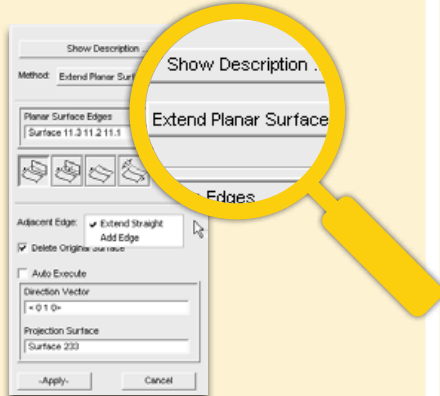 Show Description ...
Method: Extend Planar Surf
Show Description .
Extend Planar Surface
Edges
Planar Surface Edges
Surface 11.3 11.2 11.1
Adjacent Edge: ✔ Extend Straight
Add Edge
Delete Original Surface
Auto Execute
Direction Vector
< 0 1 0>
Projection Surface
Surface 233
-Apply-
Cancel